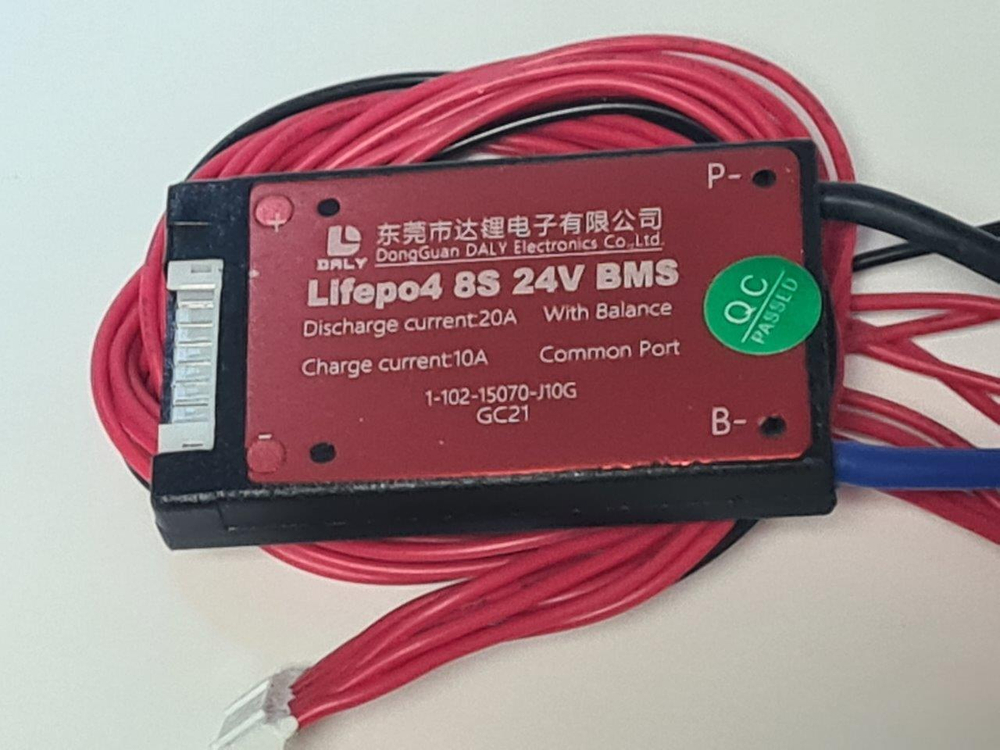 P-
+
东莞市达锂电子有限公司
DALY
DongGuan DALY Electronics Co.,Ltd.
Lifepo4 8S 24V BMS
Discharge current:20A With Balance
QC
PASSED
Charge current:10A Common Port
1-102-15070-J10G
GC21
B-
-